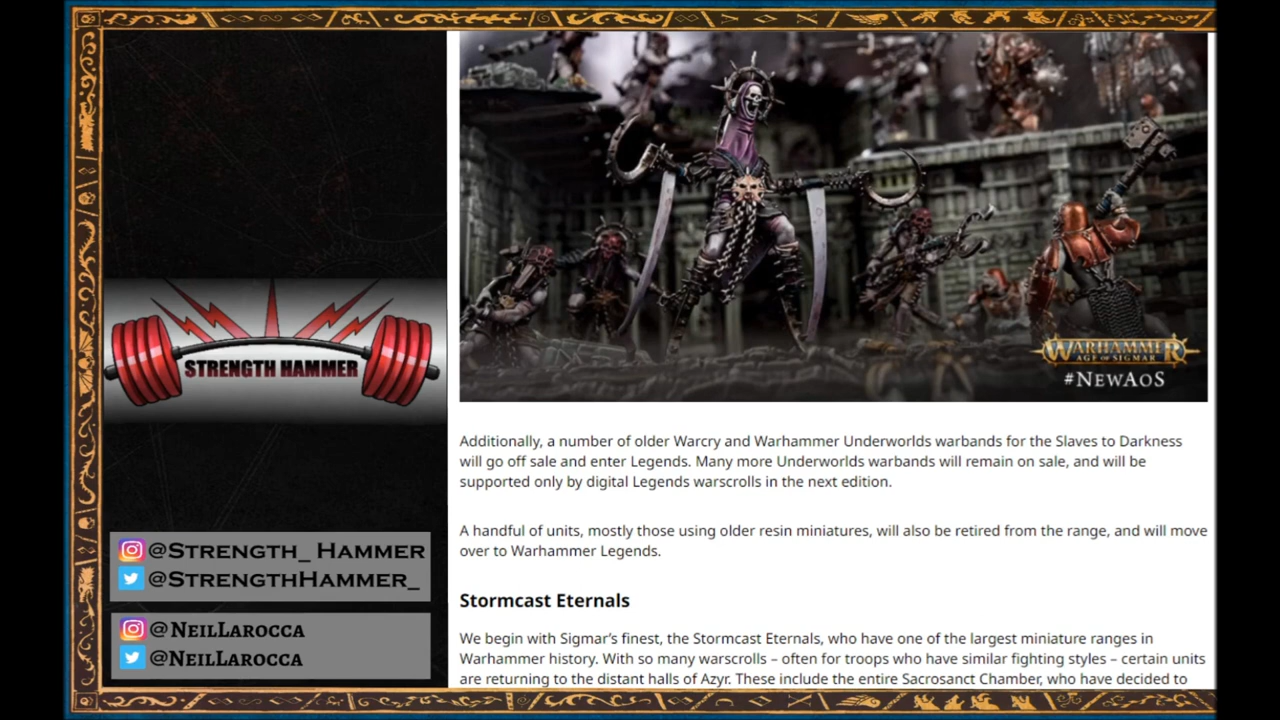 WARHAMMER
AGE OF SIGMAR
#NEWAOS
STRENGTH HAMMER
Additionally, a number of older Warcry and Warhammer Underworlds warbands for the Slaves to Darkness
will go off sale and enter Legends. Many more Underworlds warbands will remain on sale, and will be
supported only by digital Legends warscrolls in the next edition.
A handful of units, mostly those using older resin miniatures, will also be retired from the range, and will move
over to Warhammer Legends.
Stormcast Eternals
We begin with Sigmar's finest, the Stormcast Eternals, who have one of the largest miniature ranges in
Warhammer history. With so many warscrolls – often for troops who have similar fighting styles – certain units
are returning to the distant halls of Azyr. These include the entire Sacrosanct Chamber, who have decided to
@STRENGTH_HAMMER
@STRENGTHHAMMER_
@NEILLAROCCA
@NEILLAROCCA